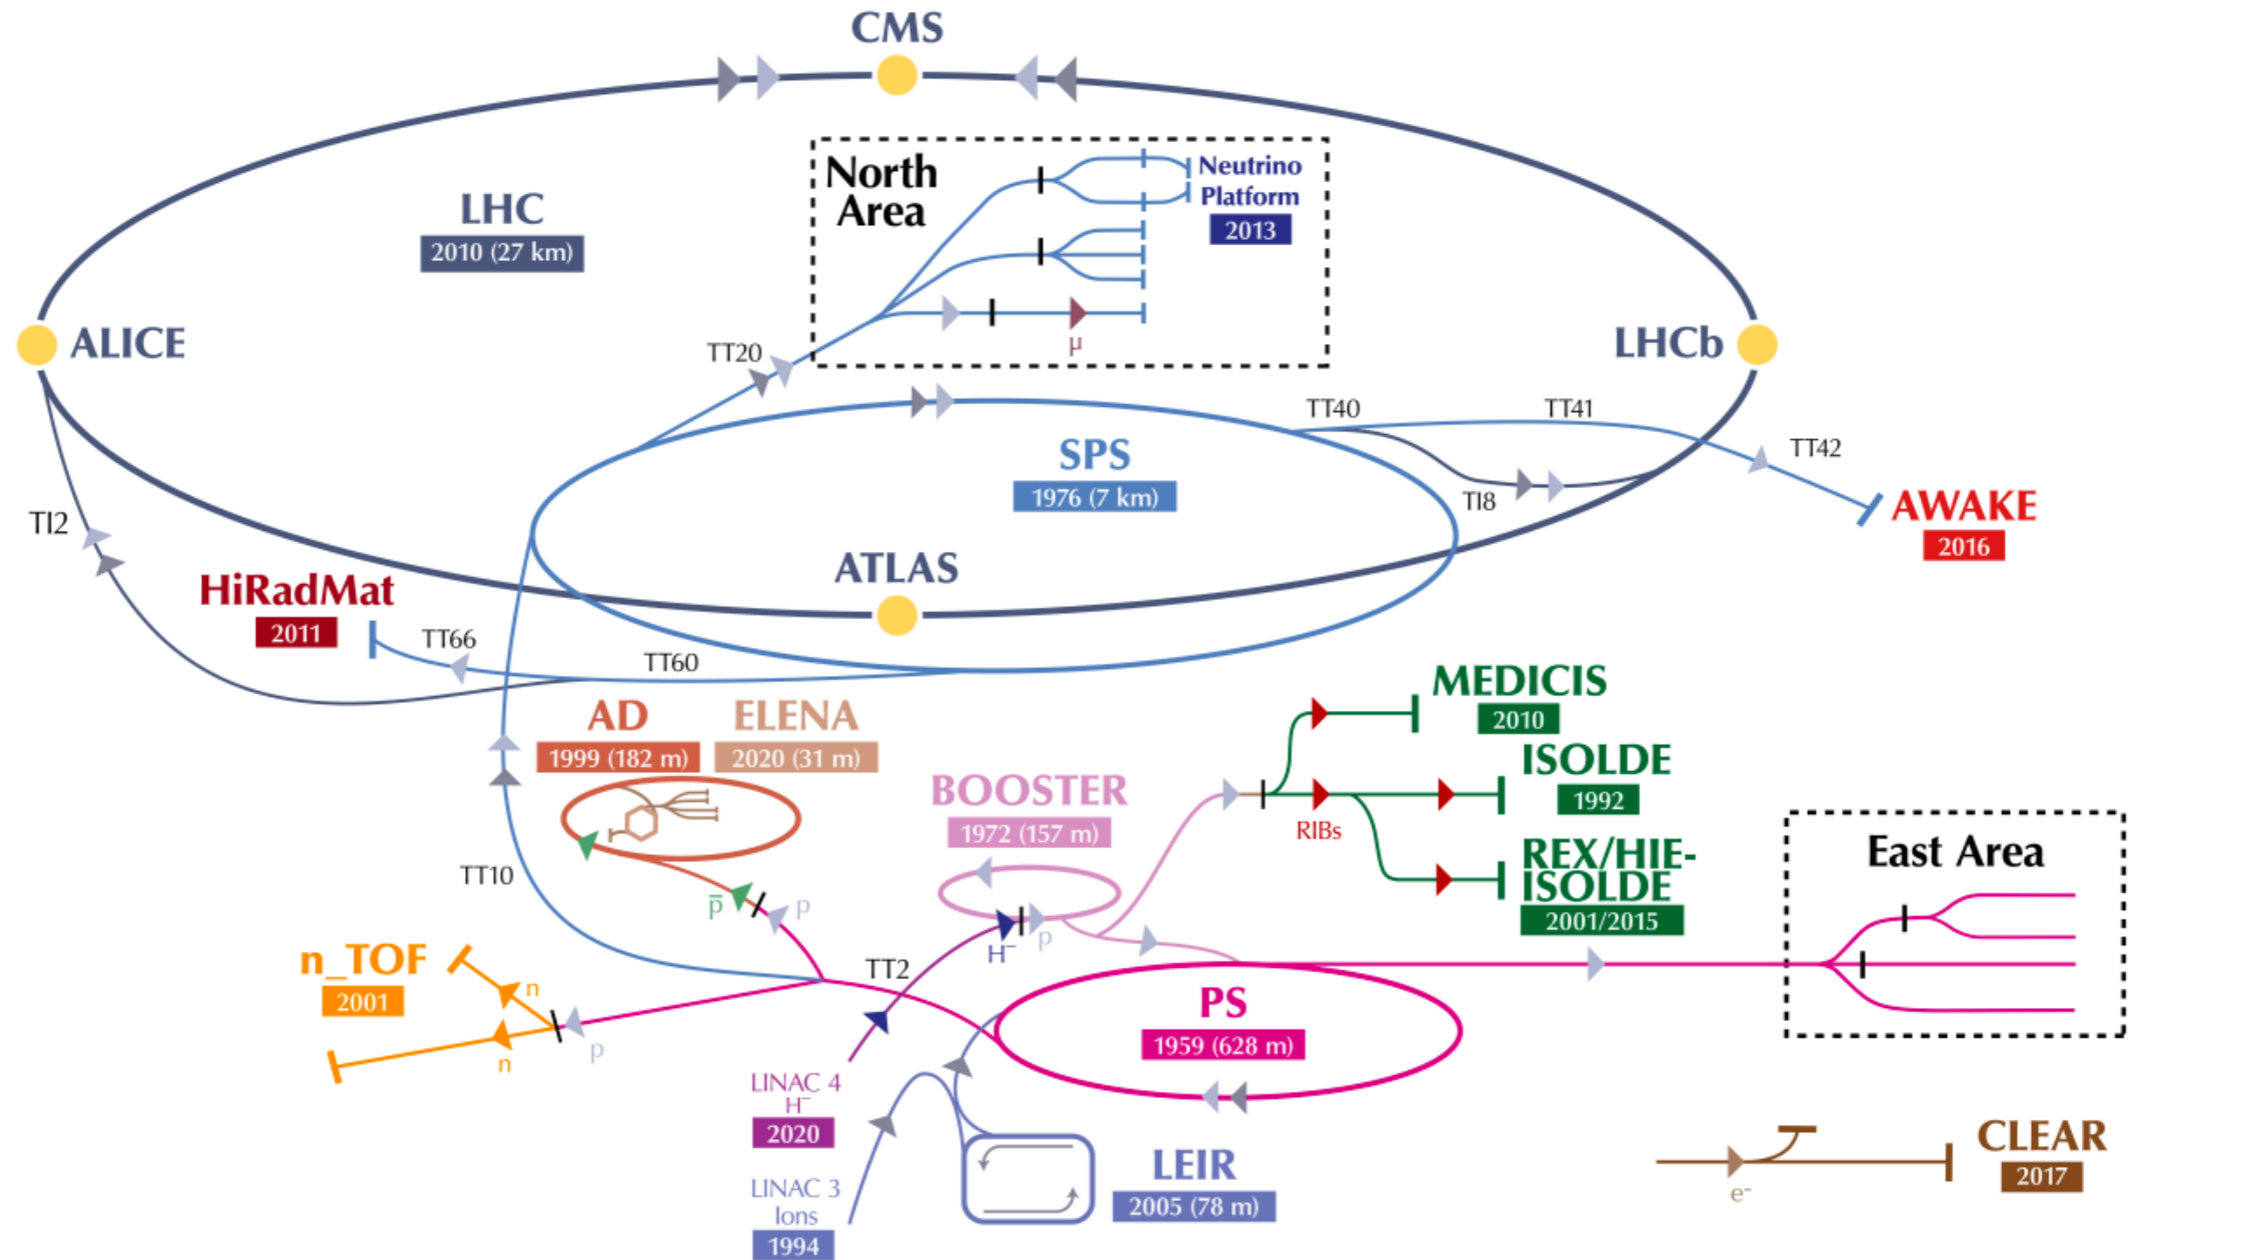 CMS
North
Area
Neutrino
Platform
2013
LHC
2010 (27 km)
μ
ALICE
LHCb
TT20
TT40
TT41
TT42
SPS
1976 (7 km)
TI8
AWAKE
2016
TI2
ATLAS
HiRadMat
2011
TT66
TT60
AD
1999 (182 m)
ELENA
2020 (31 m)
MEDICIS
2010
ISOLDE
1992
BOOSTER
1972 (157 m)
RIBs
REX/HIE-
ISOLDE
2001/2015
East Area
TT10
p̅
p
H⁻
p
n_TOF
2001
n
n
p
TT2
PS
1959 (628 m)
LINAC 4
H⁻
2020
LINAC 3
Ions
1994
LEIR
2005 (78 m)
e⁻
CLEAR
2017